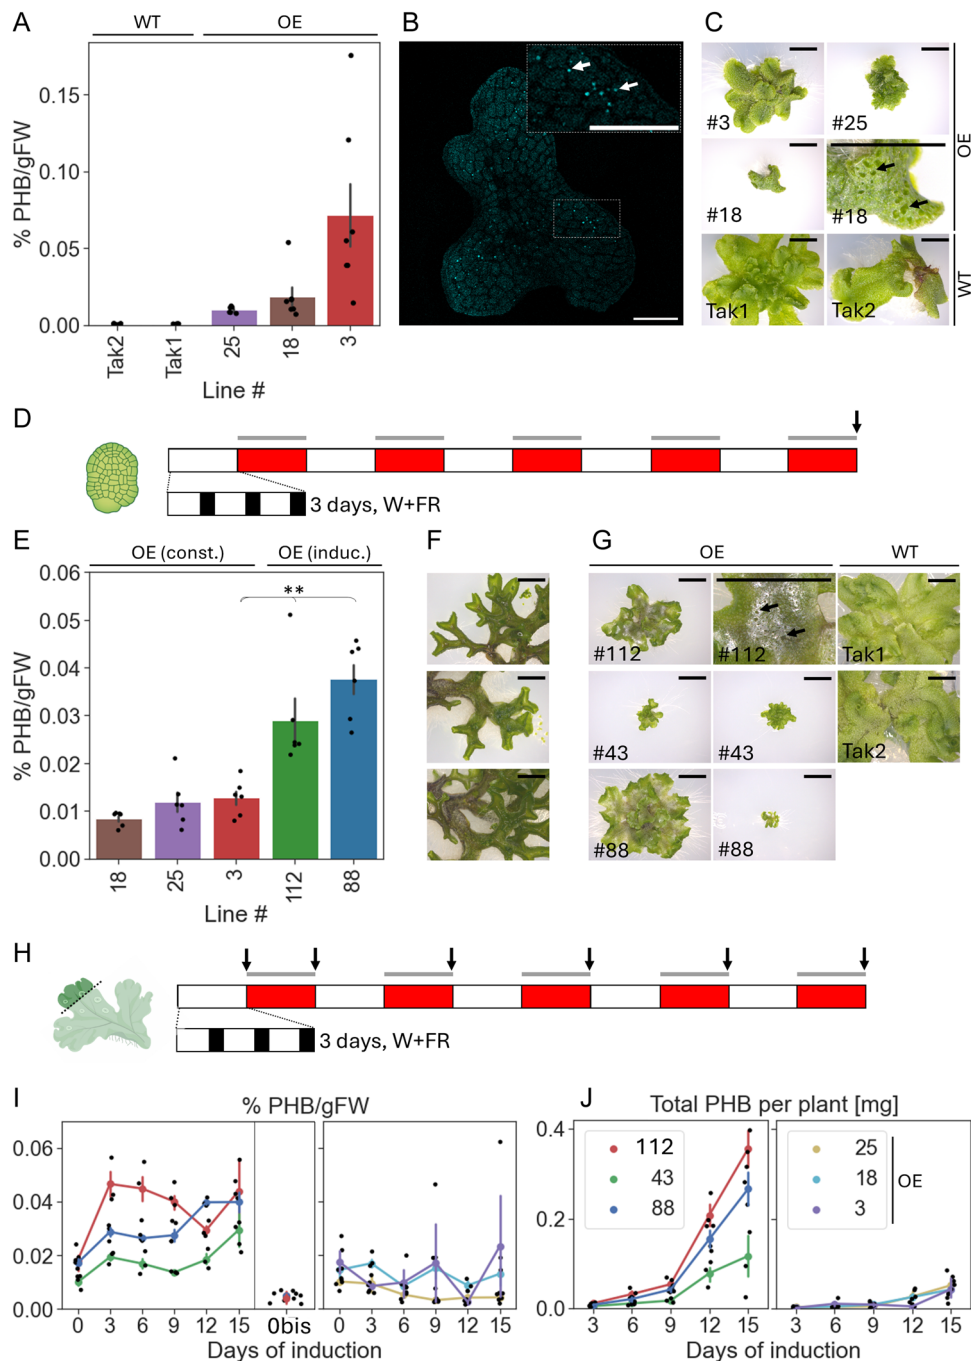 A
WT
OE
% PHB/gFW
0.15
0.10
0.05
0.00
Tak2
Tak1
25
18
3
Line #
B
C
#3
#25
#18
#18
Tak1
Tak2
OE
WT
D
3 days, W+FR
E
OE (const.)
OE (induc.)
% PHB/gFW
0.06
0.05
0.04
0.03
0.02
0.01
0.00
**
18
25
3
112
88
Line #
F
G
OE
WT
#112
#112
Tak1
#43
#43
Tak2
#88
#88
H
3 days, W+FR
I
% PHB/gFW
0.06
0.04
0.02
0.00
0 3 6 9 12 15
0bis
0 3 6 9 12 15
Days of induction
J
Total PHB per plant [mg]
0.4
0.2
0.0
112
43
88
25
18
3
OE
3 6 9 12 15
3 6 9 12 15
Days of induction